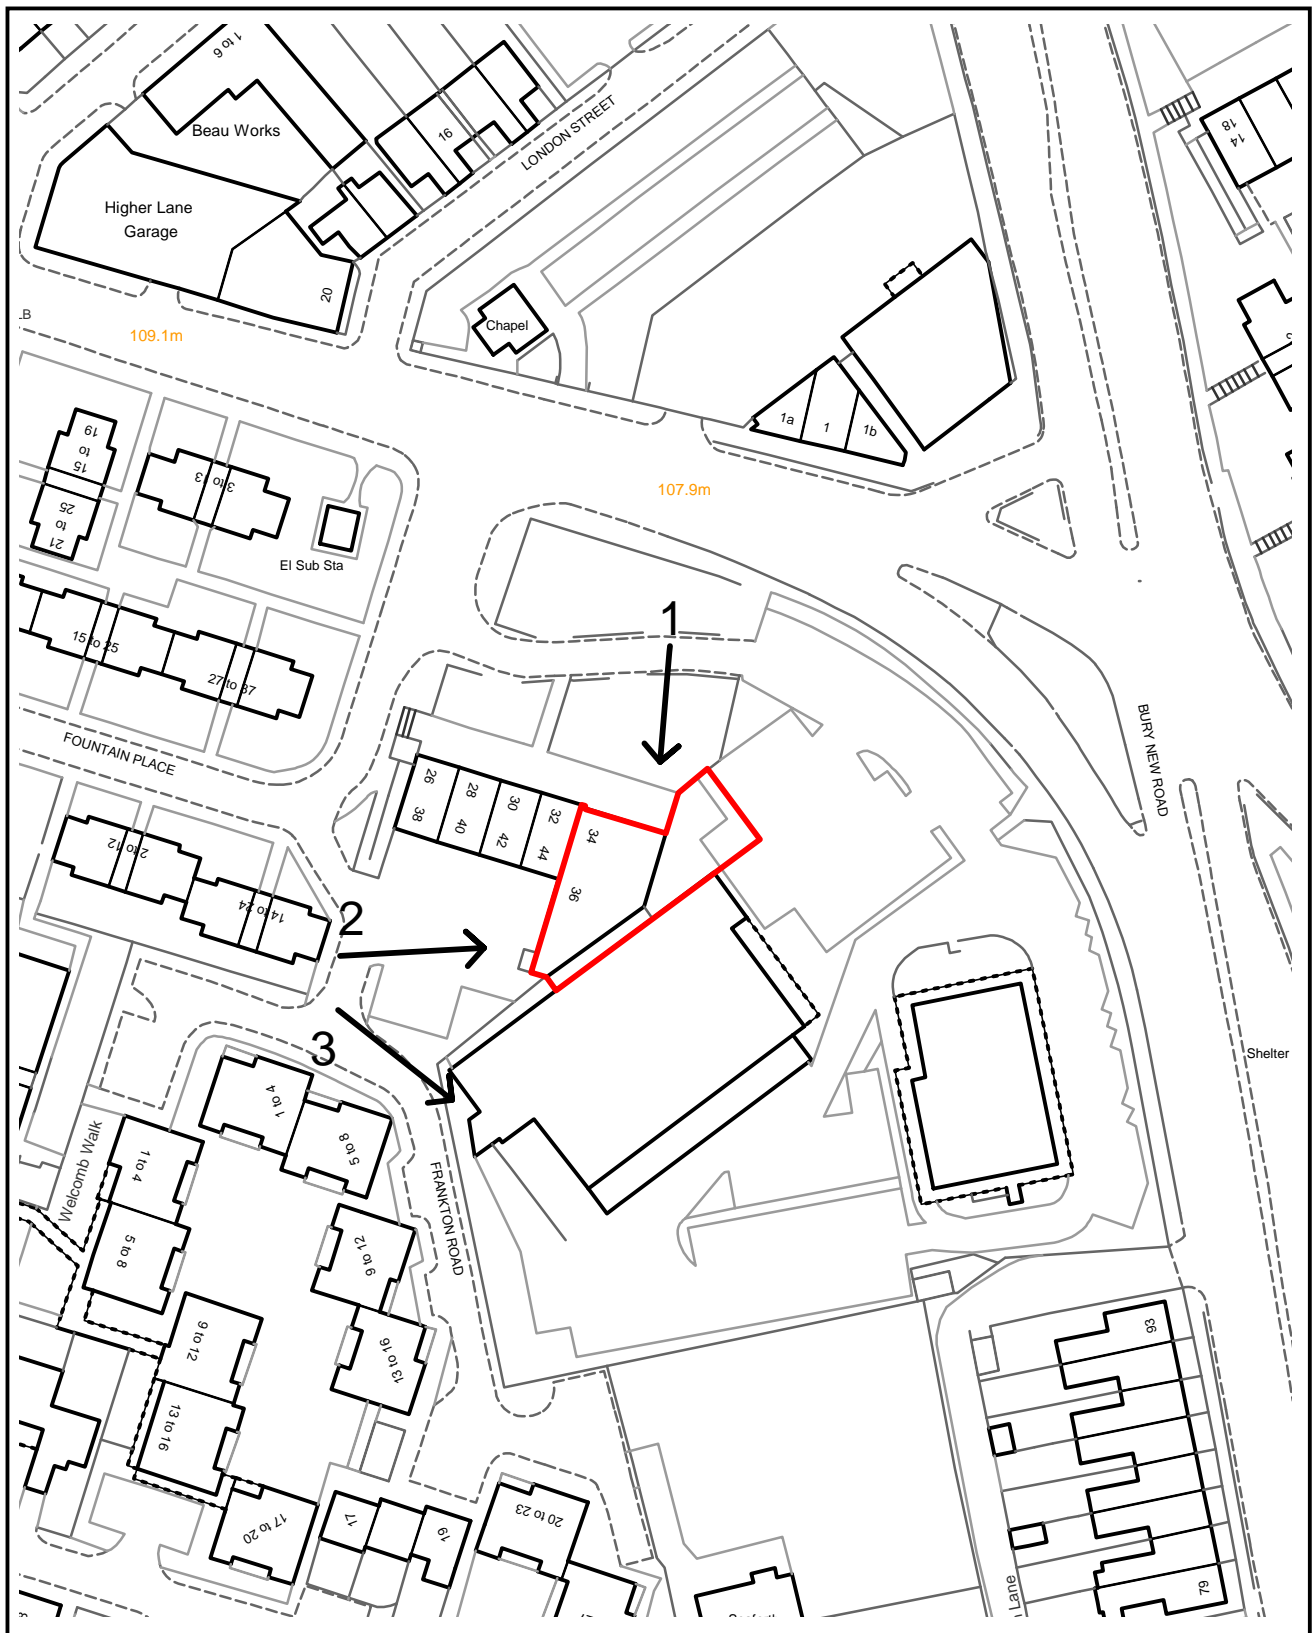 1 to 6
Beau Works
16
LONDON STREET
14
18
Higher Lane
Garage
20
LB
109.1m
Chapel
1a
1
1b
107.9m
19
to
15
3 to 13
25
to
21
El Sub Sta
1
15 to 25
27 to 37
FOUNTAIN PLACE
BURY NEW ROAD
26
28
30
32
34
38
40
42
44
36
2 to 12
14 to 24
2
3
Shelter
1 to 4
5 to 8
Welcomb Walk
1 to 4
5 to 8
FRANKTON ROAD
9 to 12
9 to 12
13 to 16
13 to 16
93
17 to 20
17
19
20 to 23
79
Lane